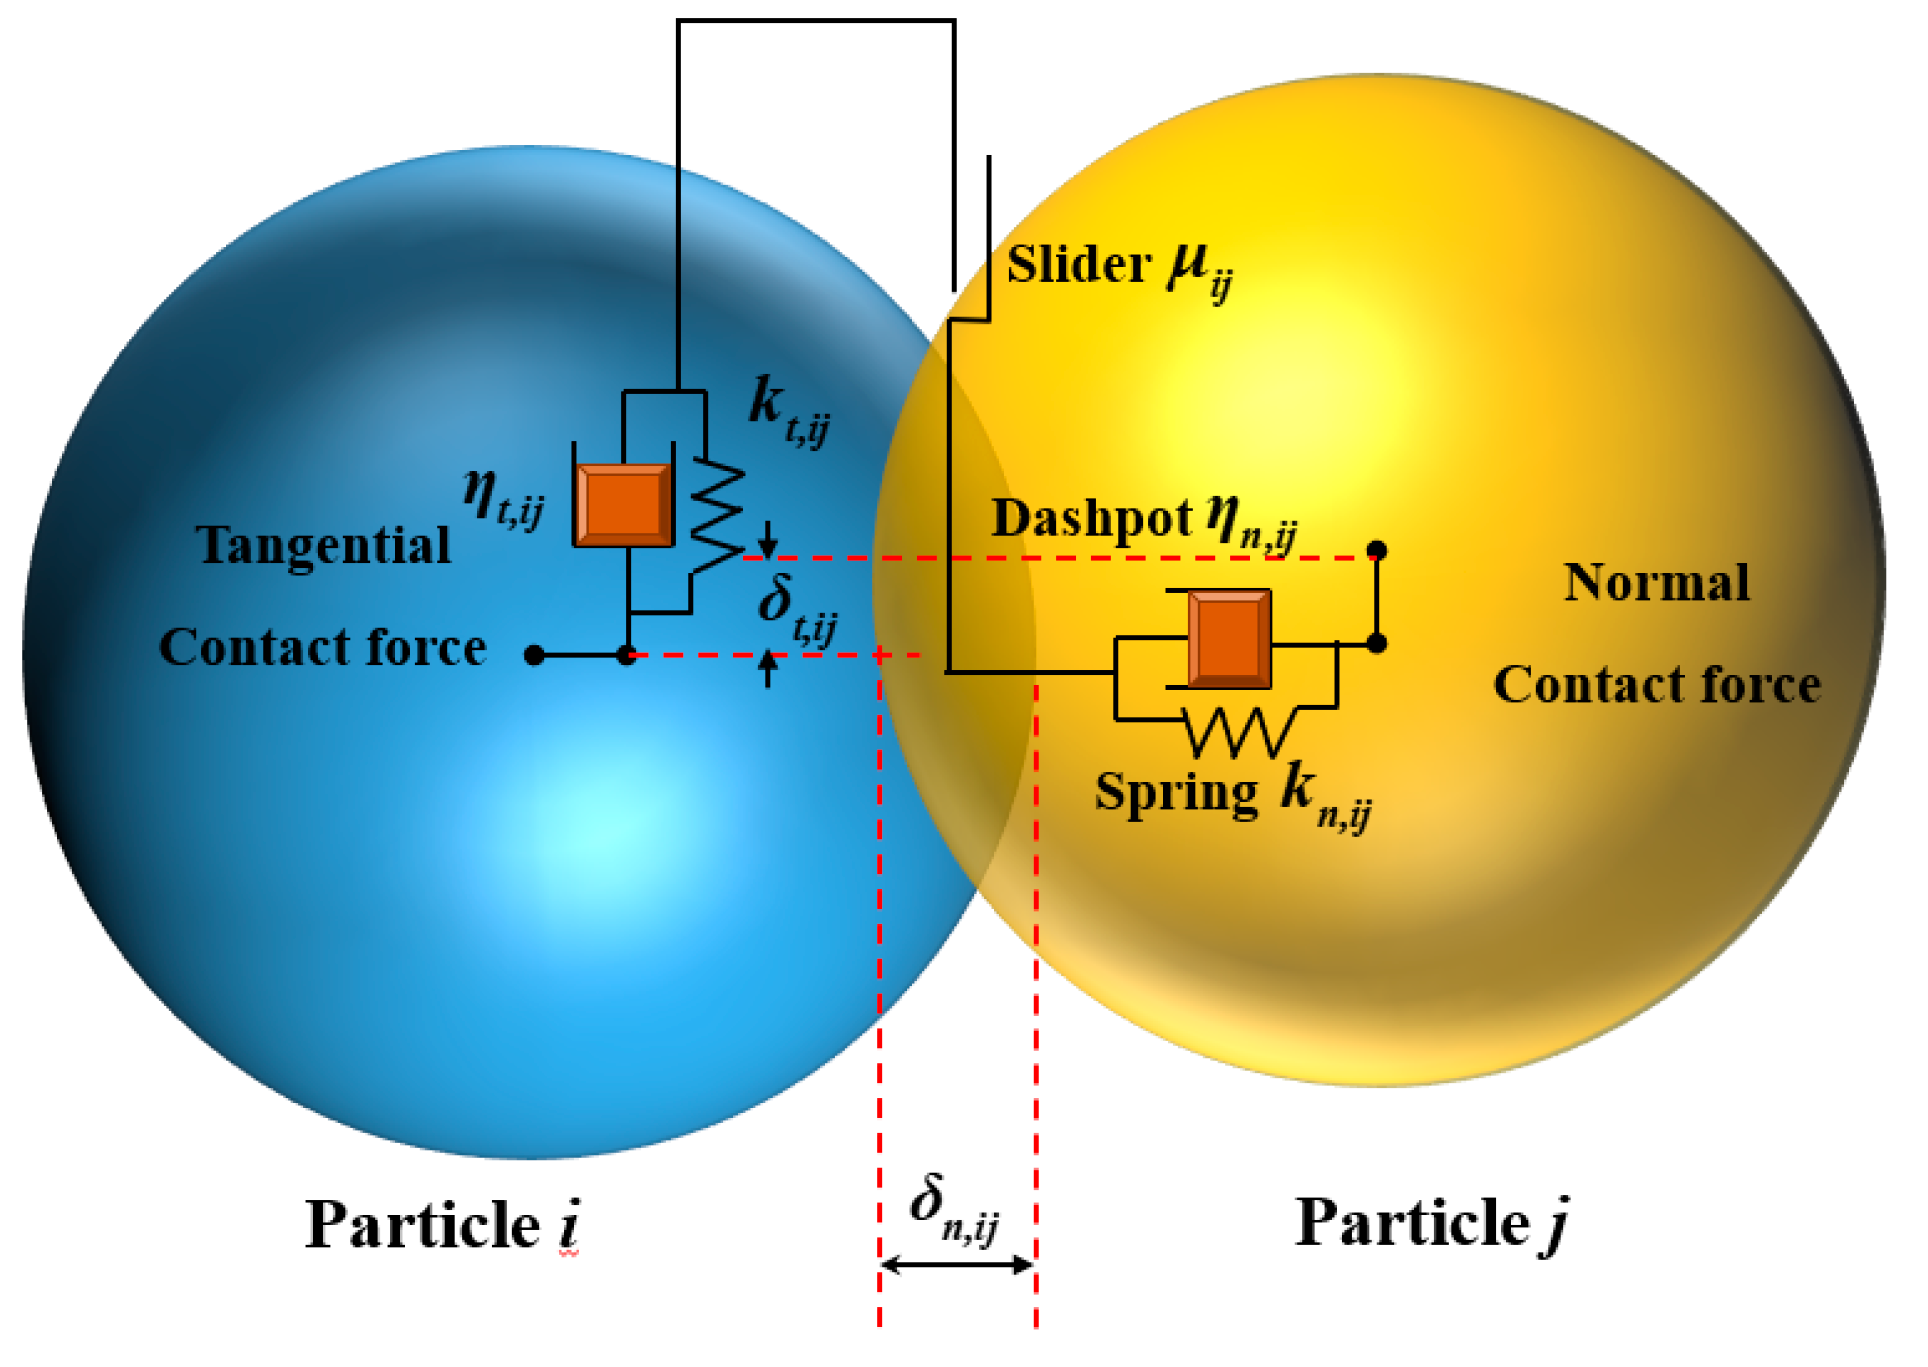 Slider μij
kt,ij
ηt,ij
Dashpot ηn,ij
Tangential
Contact force
δt,ij
Normal
Contact force
Spring kn,ij
δn,ij
Particle i
Particle j